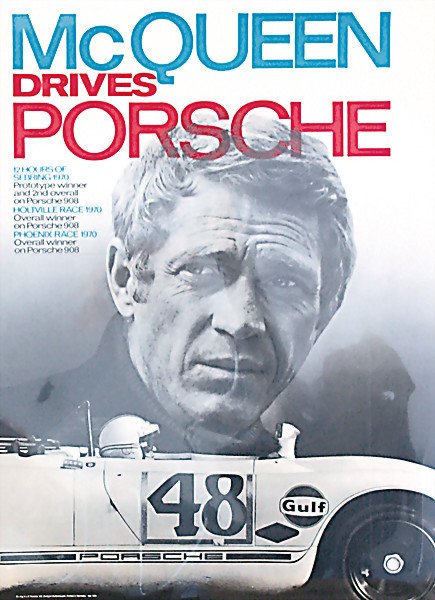 McQUEEN
DRIVES
PORSCHE
12 HOURS OF
SEBRING 1970
Prototype winner
and 2nd overall
on Porsche 908
HOLTVILLE RACE 1970
Overall winner
on Porsche 908
PHOENIX RACE 1970
Overall winner
on Porsche 908
48
Gulf
PORSCHE